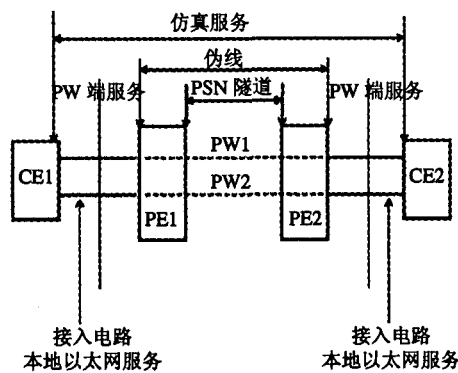 仿真服务
伪线
PW 端服务
PSN 隧道
PW 端服务
PW1
CE1
CE2
PW2
PE1
PE2
接入电路
本地以太网服务
接入电路
本地以太网服务